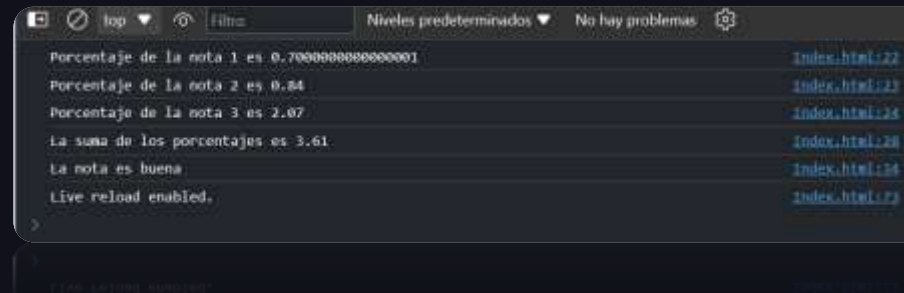 top Filtro Niveles predeterminados No hay problemas
Porcentaje de la nota 1 es 0.7000000000000001 Index.html:22
Porcentaje de la nota 2 es 0.84 Index.html:23
Porcentaje de la nota 3 es 2.07 Index.html:24
La suma de los porcentajes es 3.61 Index.html:28
La nota es buena Index.html:34
Live reload enabled. Index.html:73